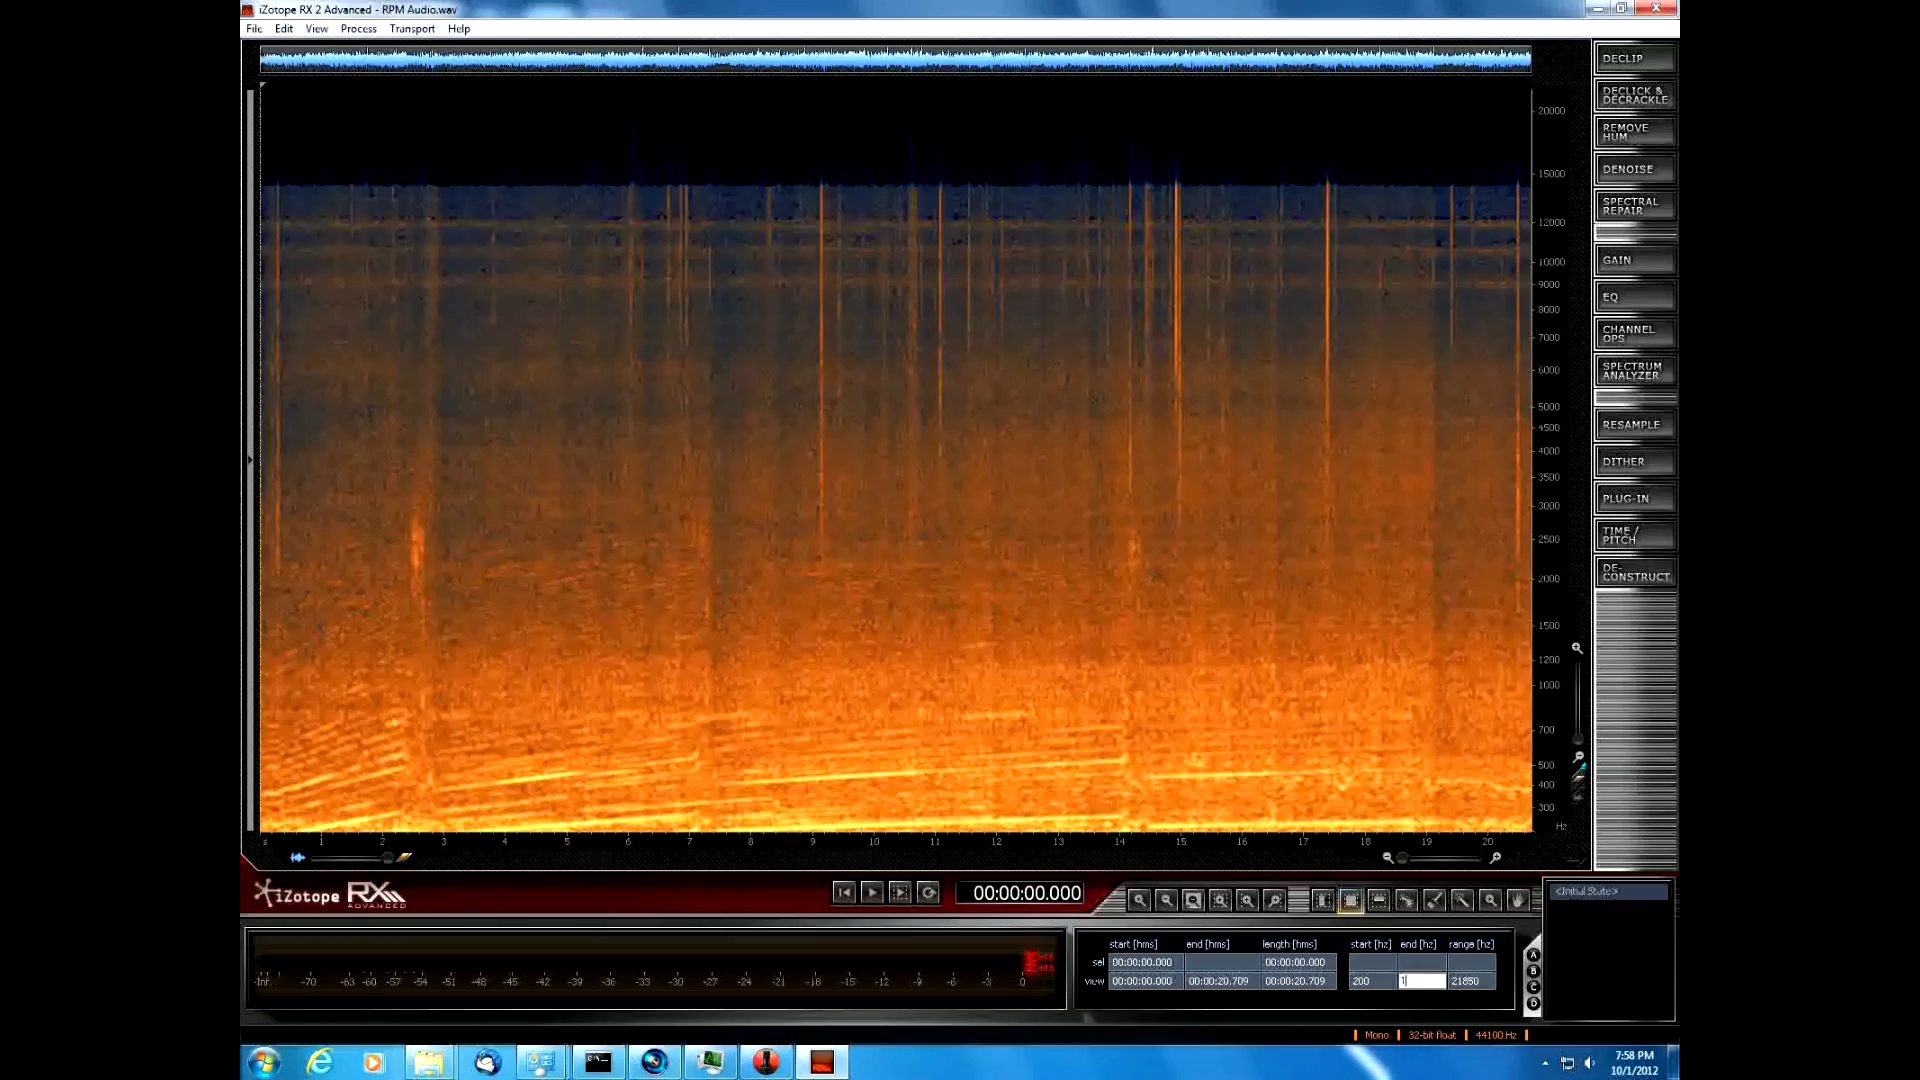 iZotope RX 2 Advanced - RPM Audio.wav
File Edit View Process Transport Help
DECLIP
DECLICK &
DECRACKLE
REMOVE
HUM
DENOISE
SPECTRAL
REPAIR
GAIN
EQ
CHANNEL
OPS
SPECTRUM
ANALYZER
RESAMPLE
DITHER
PLUG-IN
TIME /
PITCH
DE-
CONSTRUCT
20000
15000
12000
10000
9000
8000
7000
6000
5000
4500
4000
3500
3000
2500
2000
1500
1200
1000
700
500
400
300
Hz
s 1 2 3 4 5 6 7 8 9 10 11 12 13 14 15 16 17 18 19 20
iZotope RX
ADVANCED
00:00:00.000
<Initial State>
-Inf. -70 -63 -60 -57 -54 -51 -48 -45 -42 -39 -36 -33 -30 -27 -24 -21 -18 -15 -12 -9 -6 -3 0
start [hms] end [hms] length [hms] start [hz] end [hz] range [hz]
sel 00:00:00.000 00:00:00.000
view 00:00:00.000 00:00:20.709 00:00:20.709 200 1 21850
A
B
C
D
Mono 32-bit float 44100 Hz
7:58 PM
10/1/2012